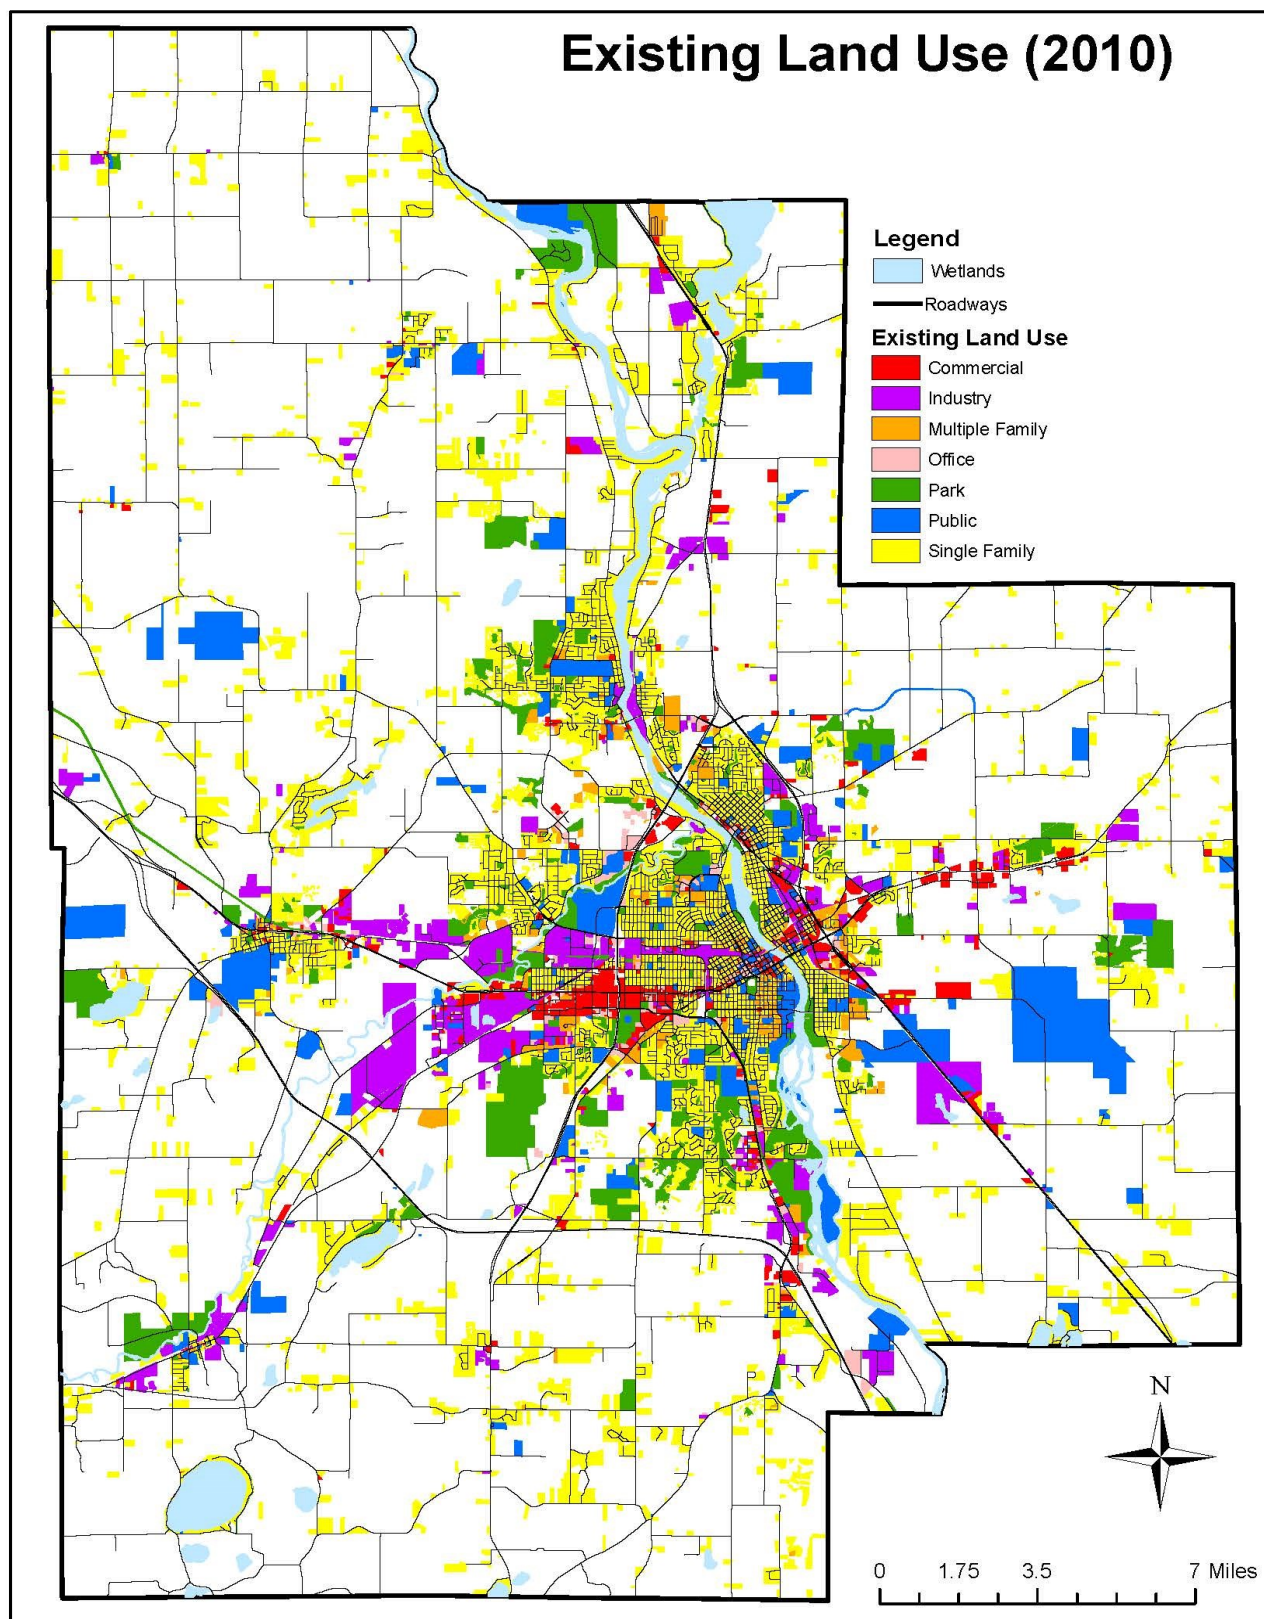 Existing Land Use (2010)
Legend
Wetlands
Roadways
Existing Land Use
Commercial
Industry
Multiple Family
Office
Park
Public
Single Family
N
0 1.75 3.5 7 Miles